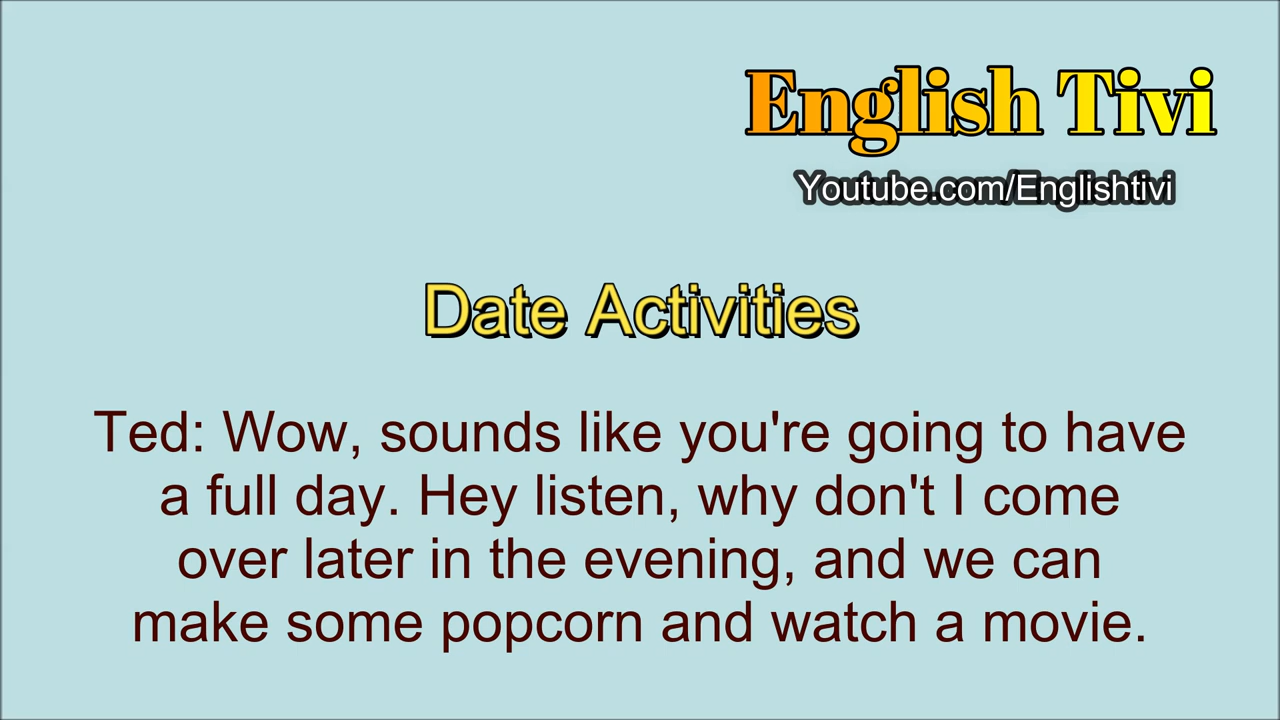 English Tivi
Youtube.com/Englishtivi
Date Activities
Ted: Wow, sounds like you're going to have
a full day. Hey listen, why don't I come
over later in the evening, and we can
make some popcorn and watch a movie.